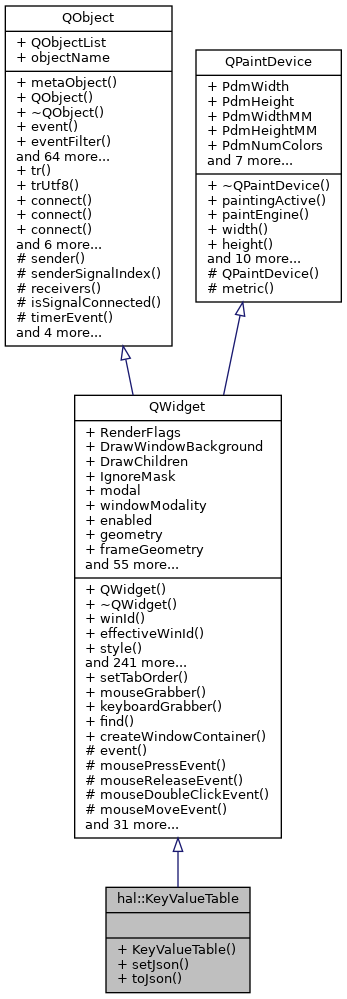 QObject
+ QObjectList
+ objectName
+ metaObject()
+ QObject()
+ ~QObject()
+ event()
+ eventFilter()
and 64 more...
+ tr()
+ trUtf8()
+ connect()
+ connect()
+ connect()
and 6 more...
# sender()
# senderSignalIndex()
# receivers()
# isSignalConnected()
# timerEvent()
and 4 more...
QPaintDevice
+ PdmWidth
+ PdmHeight
+ PdmWidthMM
+ PdmHeightMM
+ PdmNumColors
and 7 more...
+ ~QPaintDevice()
+ paintingActive()
+ paintEngine()
+ width()
+ height()
and 10 more...
# QPaintDevice()
# metric()
QWidget
+ RenderFlags
+ DrawWindowBackground
+ DrawChildren
+ IgnoreMask
+ modal
+ windowModality
+ enabled
+ geometry
+ frameGeometry
and 55 more...
+ QWidget()
+ ~QWidget()
+ winId()
+ effectiveWinId()
+ style()
and 241 more...
+ setTabOrder()
+ mouseGrabber()
+ keyboardGrabber()
+ find()
+ createWindowContainer()
# event()
# mousePressEvent()
# mouseReleaseEvent()
# mouseDoubleClickEvent()
# mouseMoveEvent()
and 31 more...
hal::KeyValueTable
+ KeyValueTable()
+ setJson()
+ toJson()